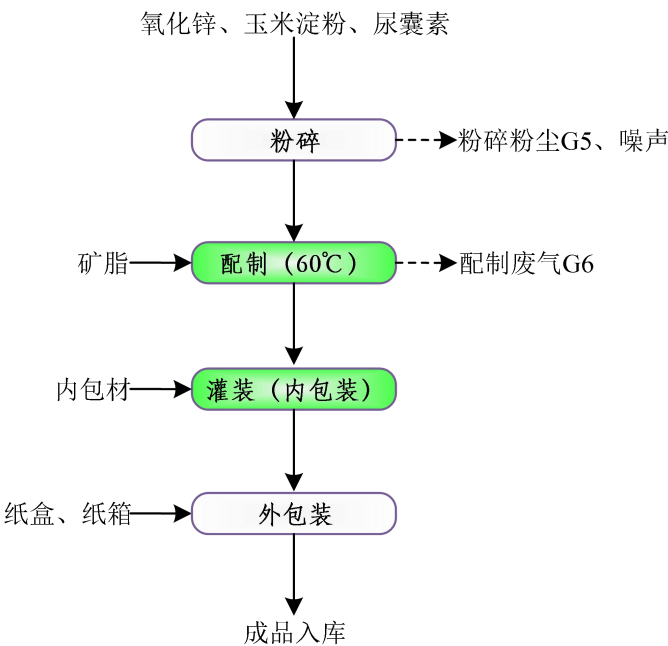 氧化锌、玉米淀粉、尿囊素
粉碎
粉碎粉尘G5、噪声
矿脂
配制（60℃）
配制废气G6
内包材
灌装（内包装）
纸盒、纸箱
外包装
成品入库